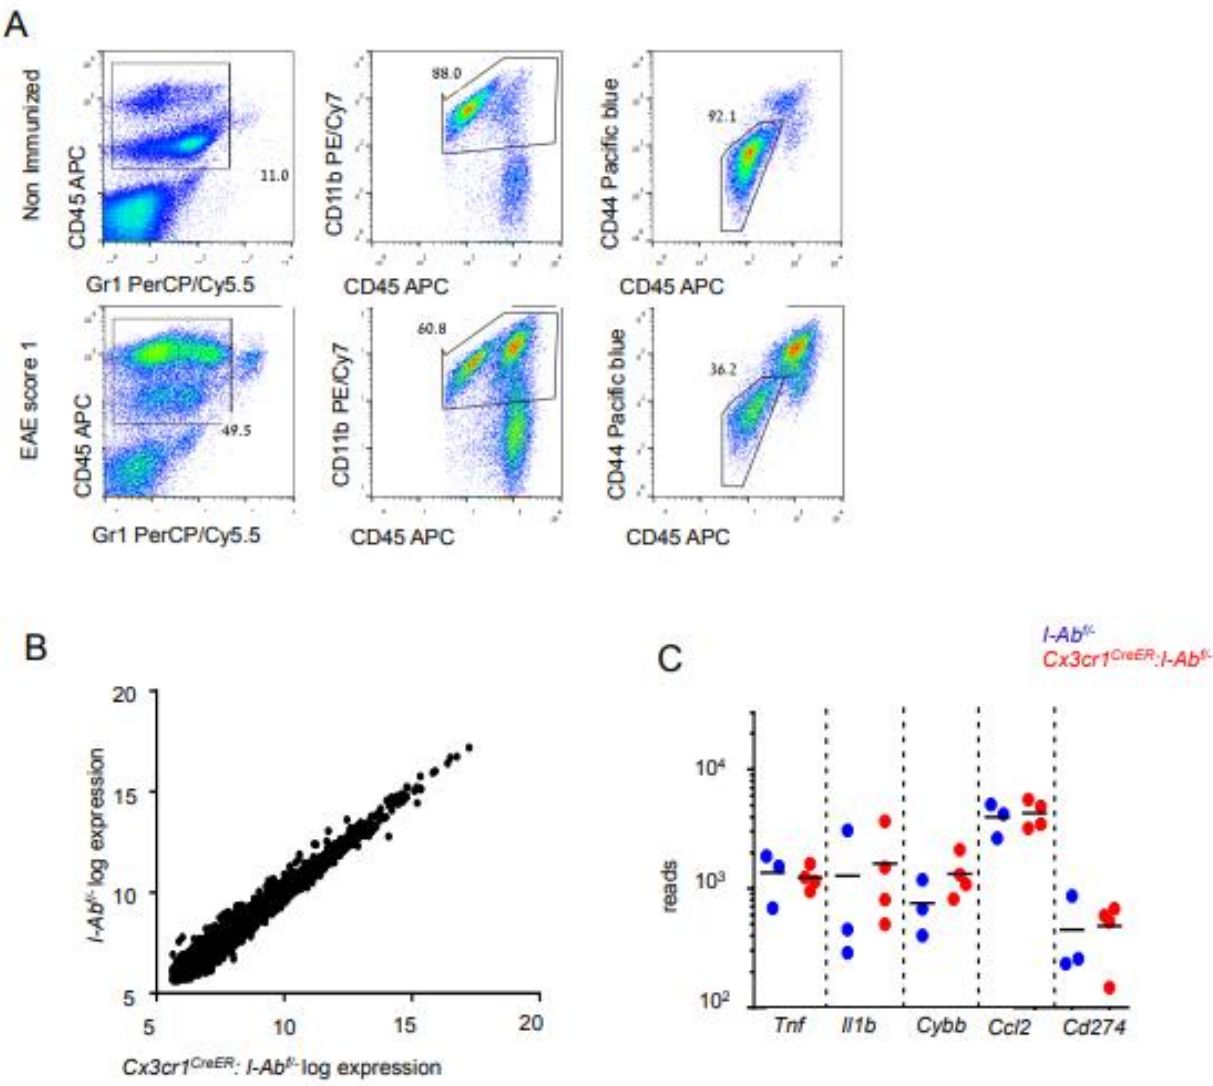 A
Non Immunized
CD45 APC
11.0
Gr1 PerCP/Cy5.5
88.0
CD11b PE/Cy7
CD45 APC
92.1
CD44 Pacific blue
CD45 APC
EAE score 1
CD45 APC
49.5
Gr1 PerCP/Cy5.5
60.8
CD11b PE/Cy7
CD45 APC
36.2
CD44 Pacific blue
CD45 APC
B
20
15
10
5
I-Ab^f/- log expression
5 10 15 20
Cx3cr1^CreER: I-Ab^f/- log expression
C
I-Ab^f/-
Cx3cr1^CreER:I-Ab^f/-
10^4
10^3
10^2
reads
Tnf Il1b Cybb Ccl2 Cd274